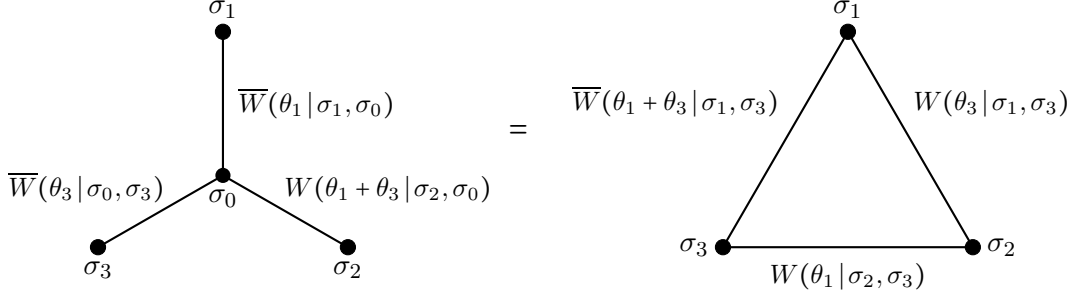 σ₁
W̅(θ₁ | σ₁, σ₀)
W̅(θ₃ | σ₀, σ₃)
σ₀
W(θ₁ + θ₃ | σ₂, σ₀)
σ₃
σ₂
=
σ₁
W̅(θ₁ + θ₃ | σ₁, σ₃)
W(θ₃ | σ₁, σ₃)
σ₃
σ₂
W(θ₁ | σ₂, σ₃)